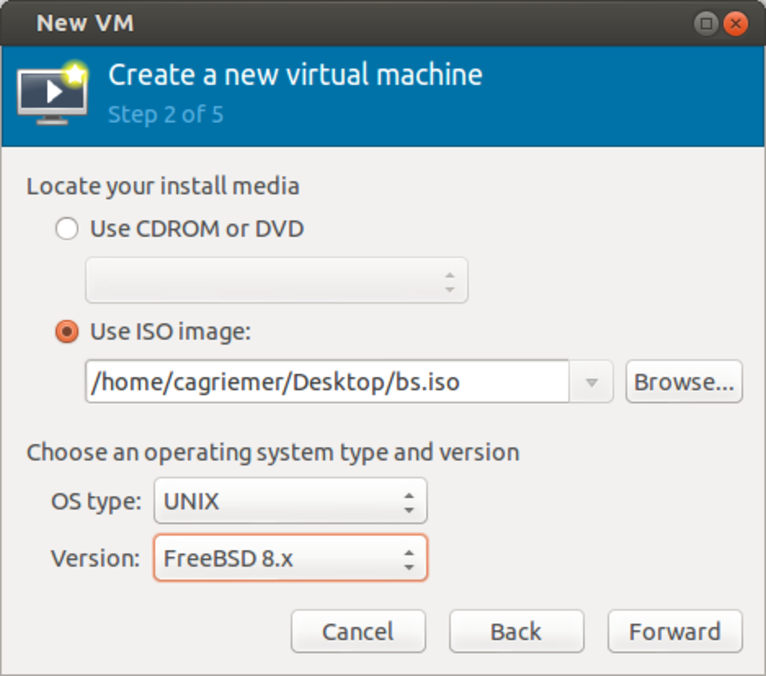 New VM
Create a new virtual machine
Step 2 of 5
Locate your install media
Use CDROM or DVD
Use ISO image:
/home/cagriemer/Desktop/bs.iso Browse...
Choose an operating system type and version
OS type: UNIX
Version: FreeBSD 8.x
Cancel Back Forward